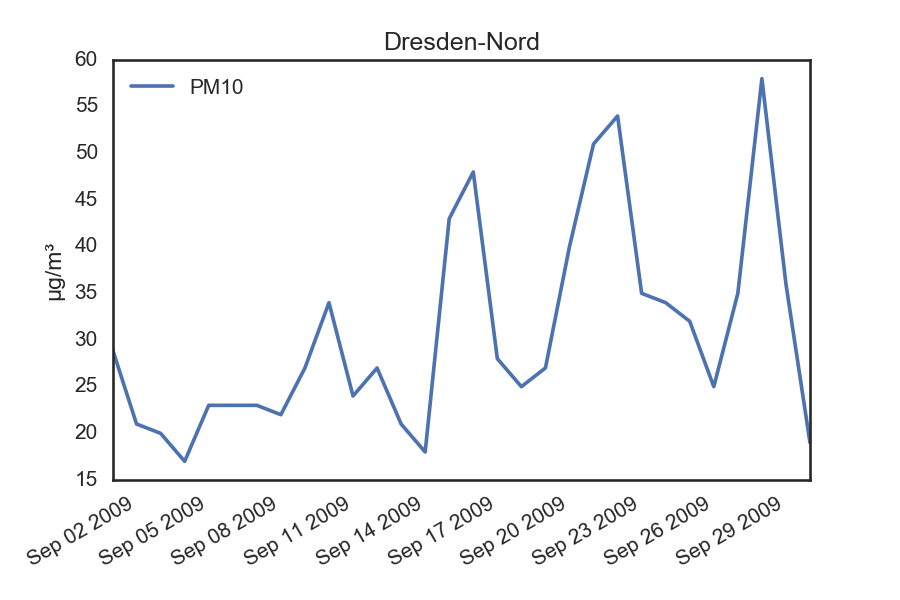 Dresden-Nord
60
PM10
55
50
45
40
µg/m³
35
30
25
20
15
Sep 02 2009
Sep 05 2009
Sep 08 2009
Sep 11 2009
Sep 14 2009
Sep 17 2009
Sep 20 2009
Sep 23 2009
Sep 26 2009
Sep 29 2009